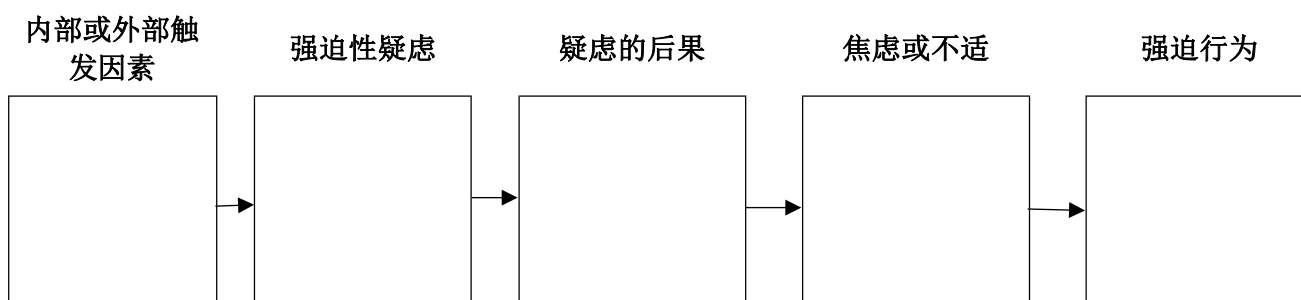 内部或外部触
发因素
强迫性疑虑
疑虑的后果
焦虑或不适
强迫行为